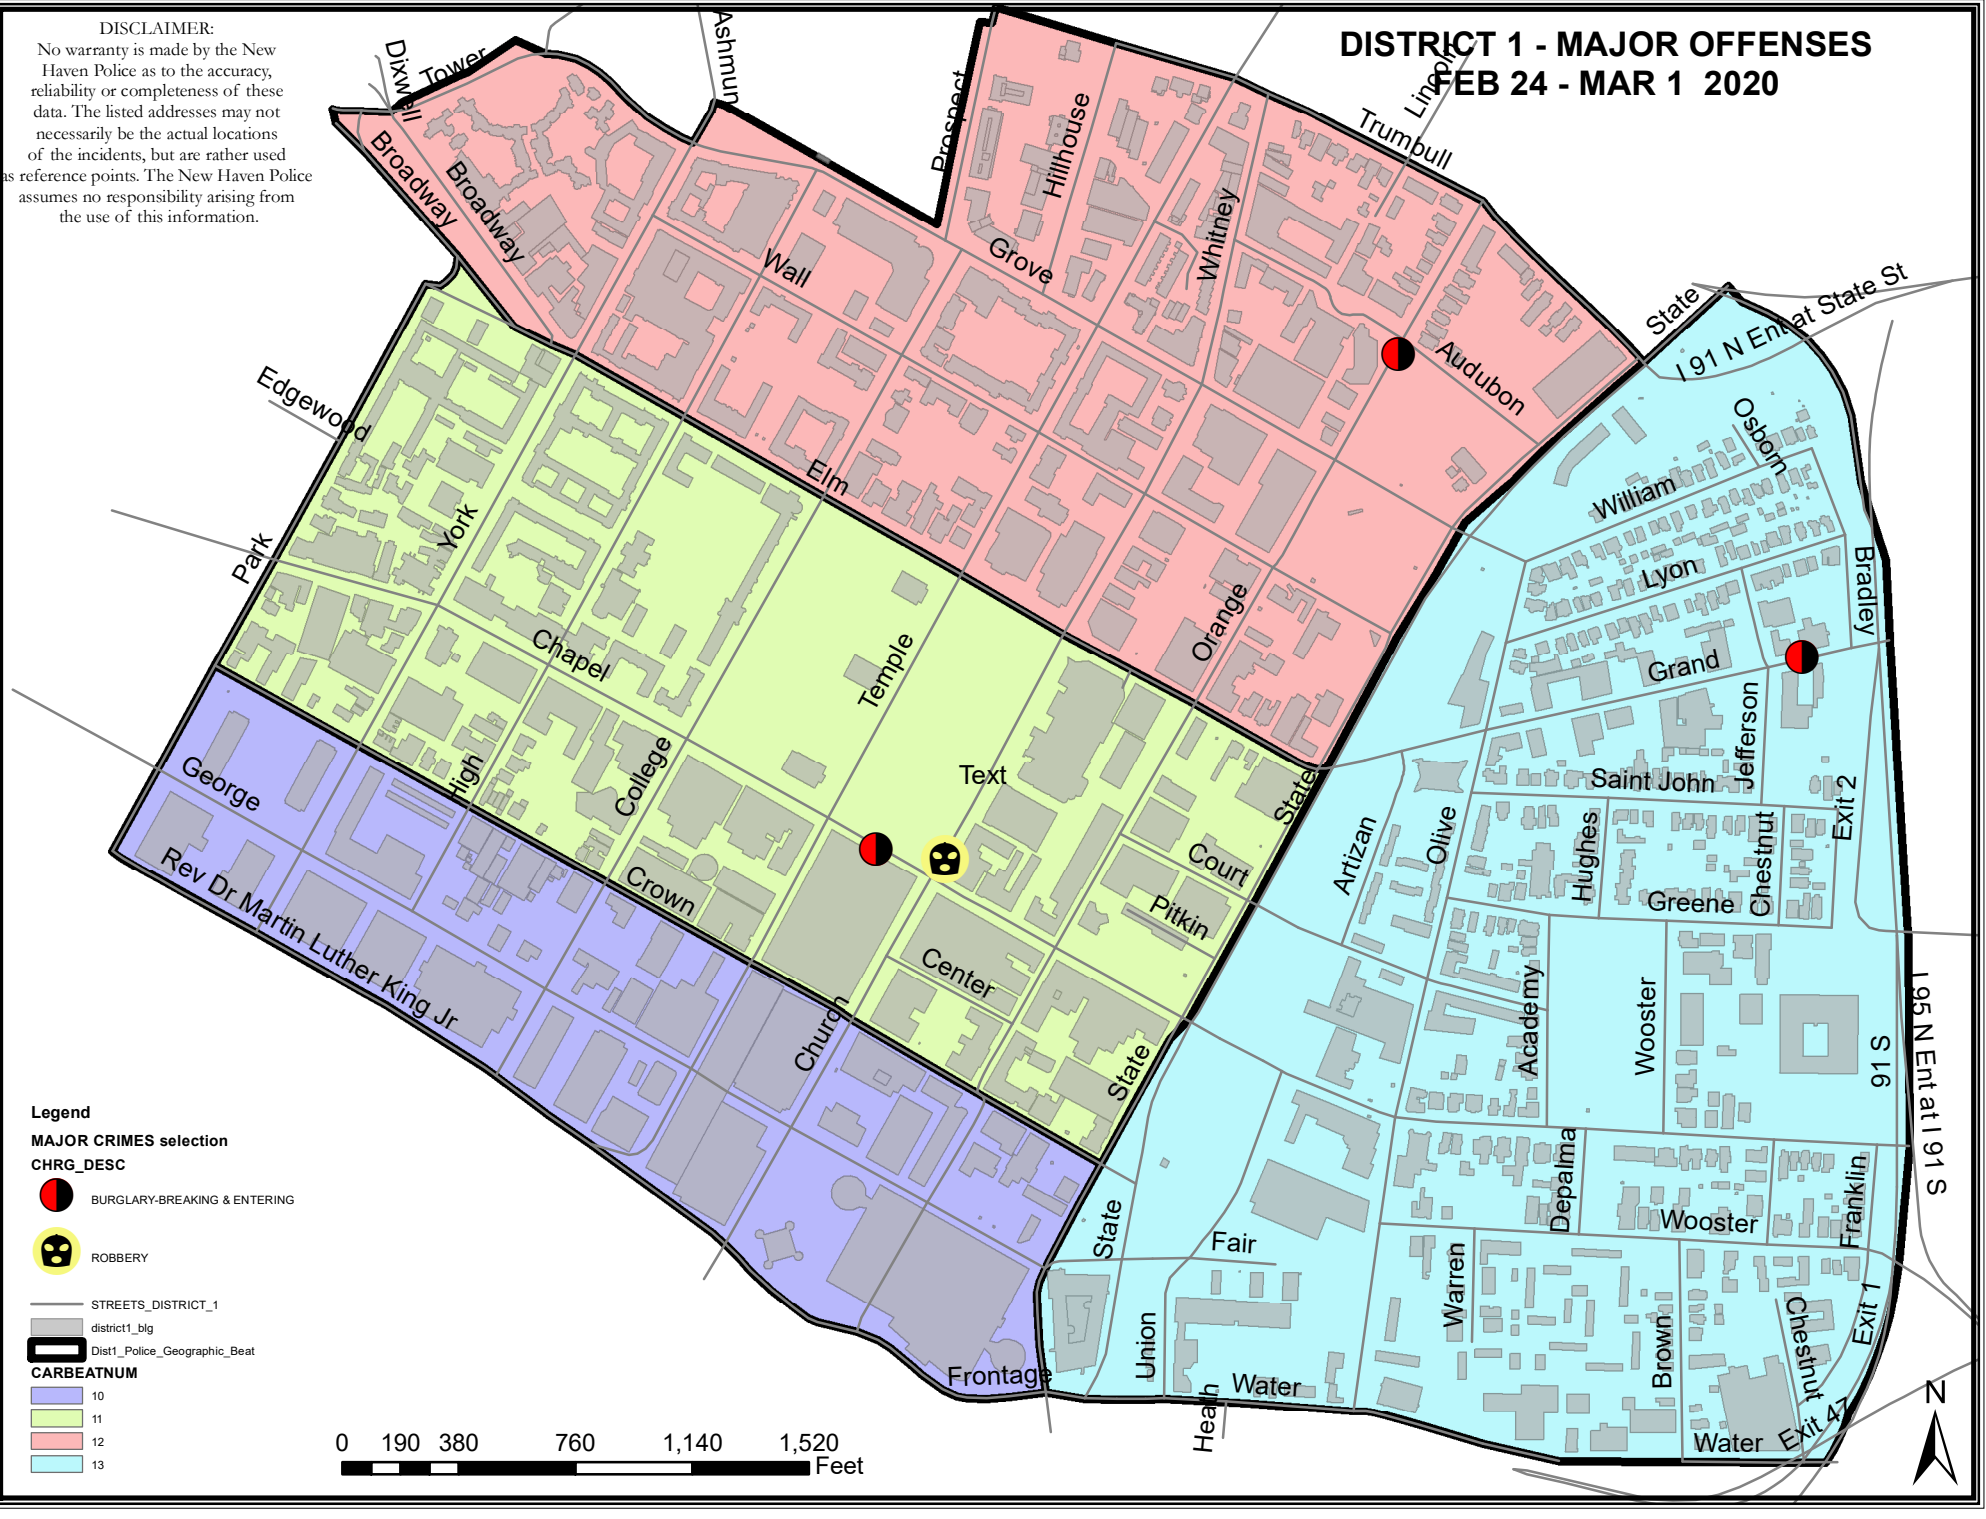 DISCLAIMER:
No warranty is made by the New
Haven Police as to the accuracy,
reliability or completeness of these
data. The listed addresses may not
necessarily be the actual locations
of the incidents, but are rather used
as reference points. The New Haven Police
assumes no responsibility arising from
the use of this information.
DISTRICT 1 - MAJOR OFFENSES
FEB 24 - MAR 1 2020
Dixwell
Tower
Ashmun
Prospect
Hillhouse
Lincoln
Trumbull
Broadway
Broadway
Wall
Grove
Whitney
State
I 91 N Ent at State St
Audubon
Edgewood
Elm
Osborn
William
Park
York
Lyon
Bradley
Chapel
Temple
Orange
Grand
Jefferson
George
High
College
Text
State
Saint John
Exit 2
Artizan
Olive
Hughes
Chestnut
Court
Crown
Greene
Pitkin
Rev Dr Martin Luther King Jr
Center
Church
State
Academy
Wooster
91 S
I 95 N Ent at I 91 S
Depalma
Franklin
State
Wooster
Fair
Warren
Union
Brown
Chestnut
Exit 1
Frontage
Heath
Water
Water
Exit 47
Legend
MAJOR CRIMES selection
CHRG_DESC
BURGLARY-BREAKING & ENTERING
ROBBERY
STREETS_DISTRICT_1
district1_blg
Dist1_Police_Geographic_Beat
CARBEATNUM
10
11
12
13
0 190 380 760 1,140 1,520
Feet
N